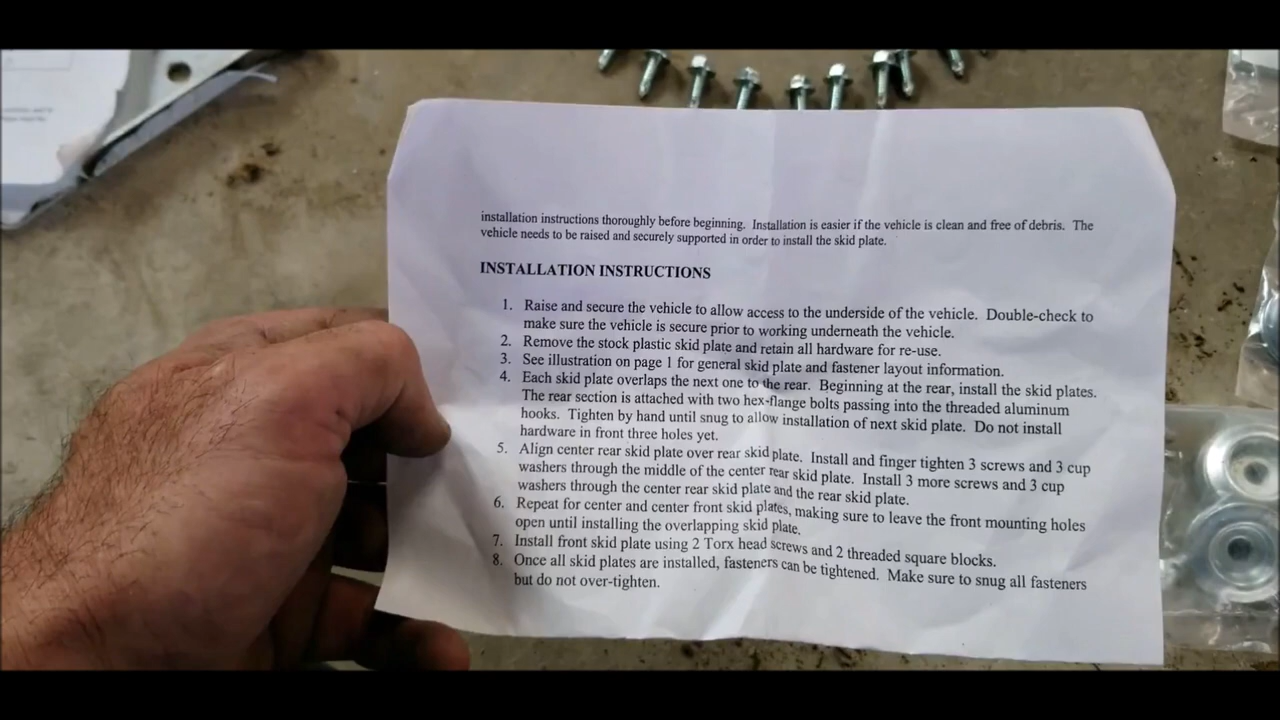 installation instructions thoroughly before beginning. Installation is easier if the vehicle is clean and free of debris. The
vehicle needs to be raised and securely supported in order to install the skid plate.
INSTALLATION INSTRUCTIONS
1. Raise and secure the vehicle to allow access to the underside of the vehicle. Double-check to
make sure the vehicle is secure prior to working underneath the vehicle.
2. Remove the stock plastic skid plate and retain all hardware for re-use.
3. See illustration on page 1 for general skid plate and fastener layout information.
4. Each skid plate overlaps the next one to the rear. Beginning at the rear, install the skid plates.
The rear section is attached with two hex-flange bolts passing into the threaded aluminum
hooks. Tighten by hand until snug to allow installation of next skid plate. Do not install
hardware in front three holes yet.
5. Align center rear skid plate over rear skid plate. Install and finger tighten 3 screws and 3 cup
washers through the middle of the center rear skid plate. Install 3 more screws and 3 cup
washers through the center rear skid plate and the rear skid plate.
6. Repeat for center and center front skid plates, making sure to leave the front mounting holes
open until installing the overlapping skid plate.
7. Install front skid plate using 2 Torx head screws and 2 threaded square blocks.
8. Once all skid plates are installed, fasteners can be tightened. Make sure to snug all fasteners
but do not over-tighten.